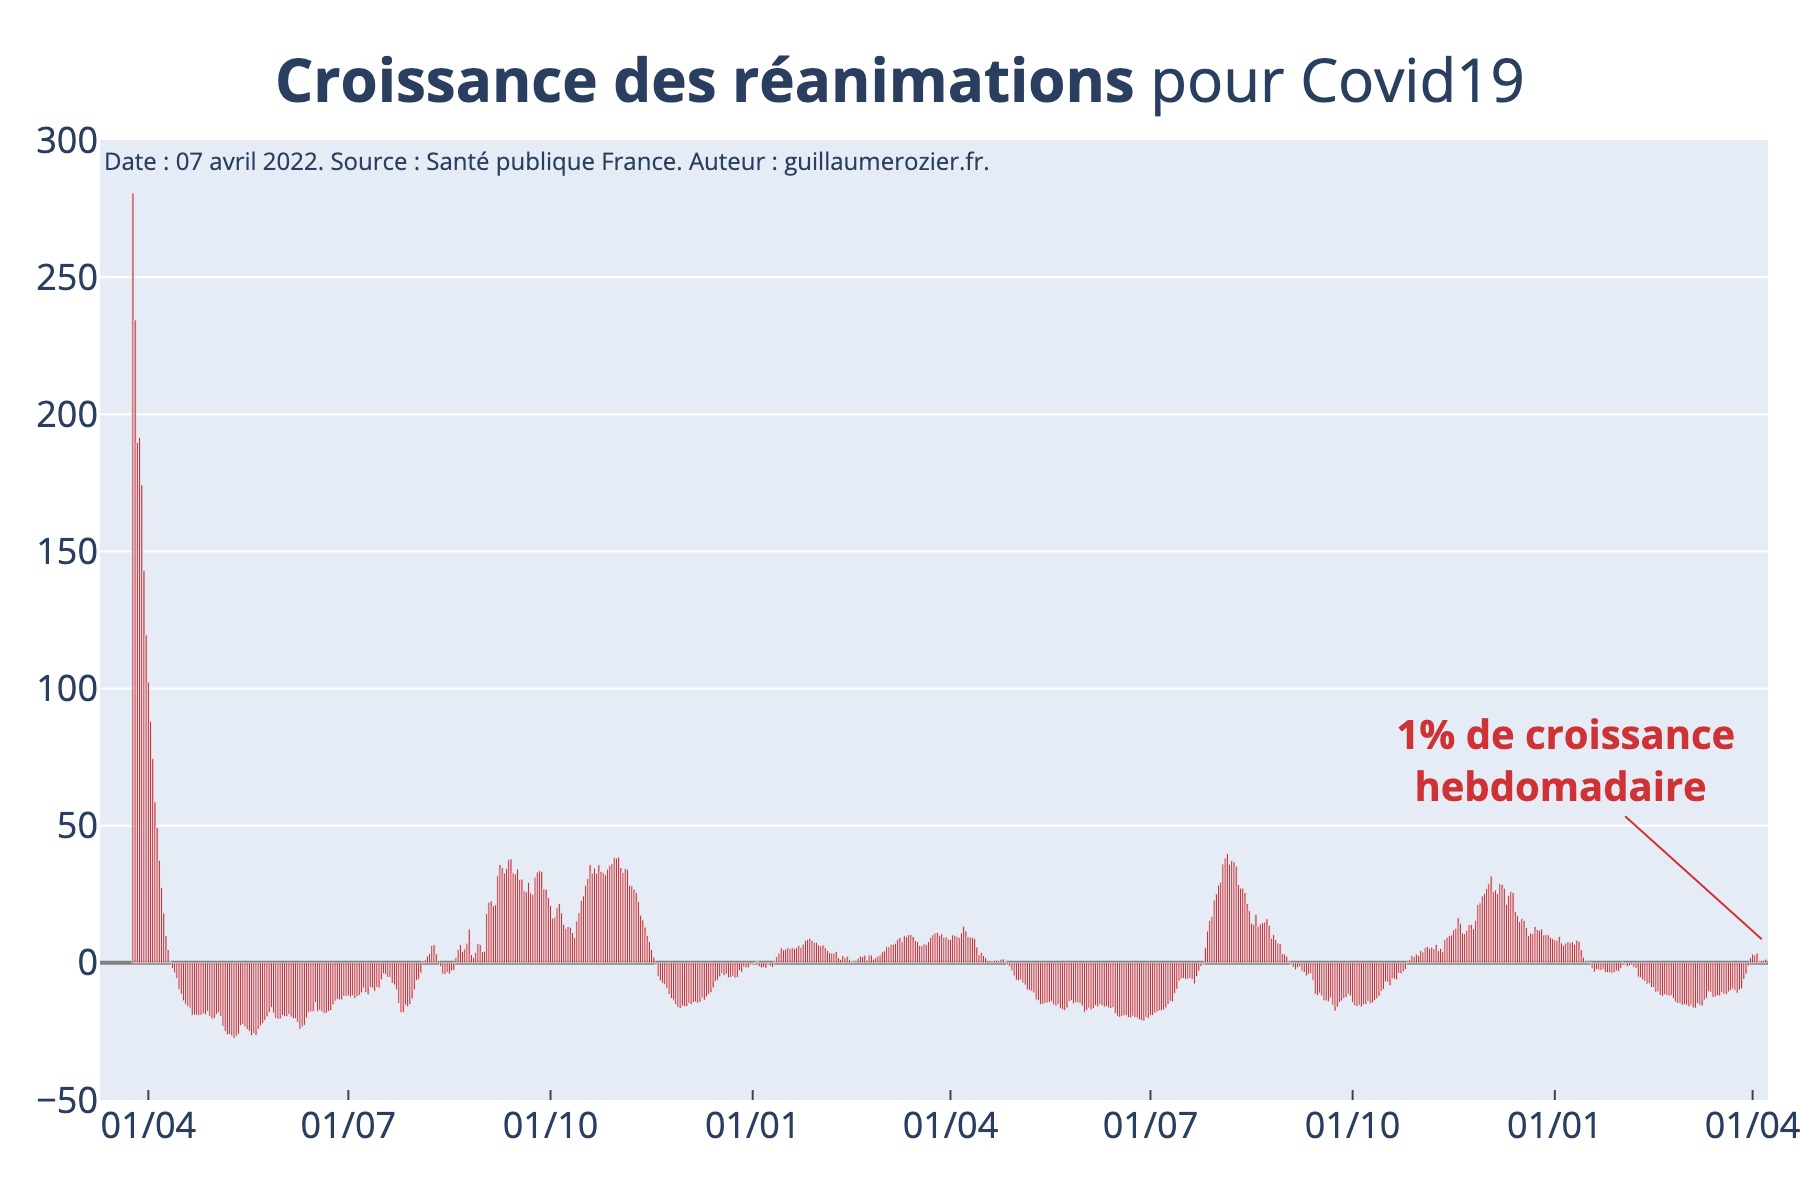 Croissance des réanimations pour Covid19
Date : 07 avril 2022. Source : Santé publique France. Auteur : guillaumerozier.fr.
300
250
200
150
100
50
0
−50
1% de croissance
hebdomadaire
01/04 01/07 01/10 01/01 01/04 01/07 01/10 01/01 01/04